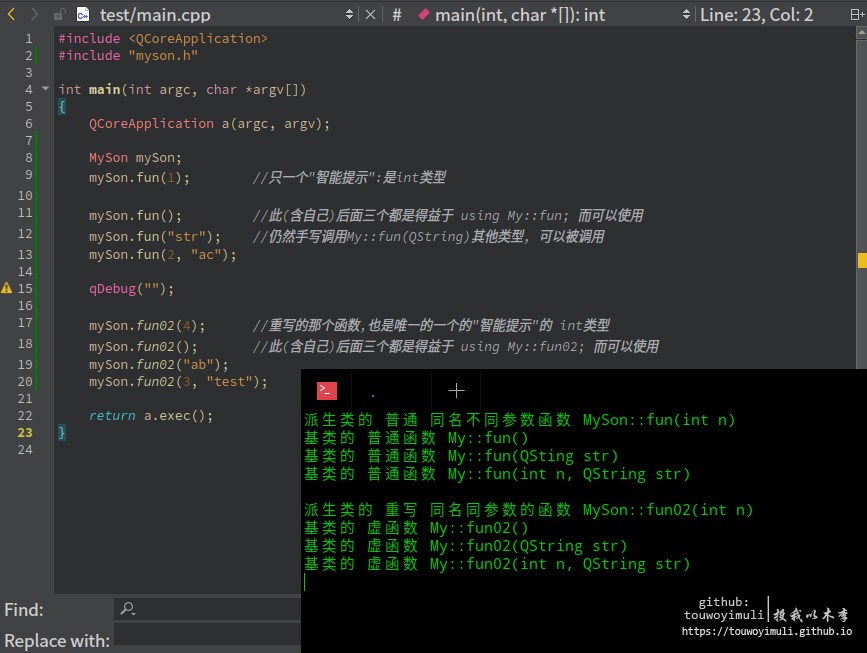 test/main.cpp
# main(int, char *[]): int
Line: 23, Col: 2
1 #include <QCoreApplication>
2 #include "myson.h"
3
4 int main(int argc, char *argv[])
5 {
6 QCoreApplication a(argc, argv);
7
8 MySon mySon;
9 mySon.fun(1); //只一个"智能提示":是int类型
10
11 mySon.fun(); //此(含自己)后面三个都是得益于 using My::fun; 而可以使用
12 mySon.fun("str"); //仍然手写调用My::fun(QString)其他类型, 可以被调用
13 mySon.fun(2, "ac");
14
15 qDebug("");
16
17 mySon.fun02(4); //重写的那个函数,也是唯一的一个的"智能提示"的 int类型
18 mySon.fun02(); //此(含自己)后面三个都是得益于 using My::fun02; 而可以使用
19 mySon.fun02("ab");
20 mySon.fun02(3, "test");
21
22 return a.exec();
23 }
24
派生类的 普通 同名不同参数函数 MySon::fun(int n)
基类的 普通函数 My::fun()
基类的 普通函数 My::fun(QSting str)
基类的 普通函数 My::fun(int n, QString str)
派生类的 重写 同名同参数的函数 MySon::fun02(int n)
基类的 虚函数 My::fun02()
基类的 虚函数 My::fun02(QString str)
基类的 虚函数 My::fun02(int n, QString str)
Find:
Replace with:
github:
touwoyimuli
投我以木李
https://touwoyimuli.github.io